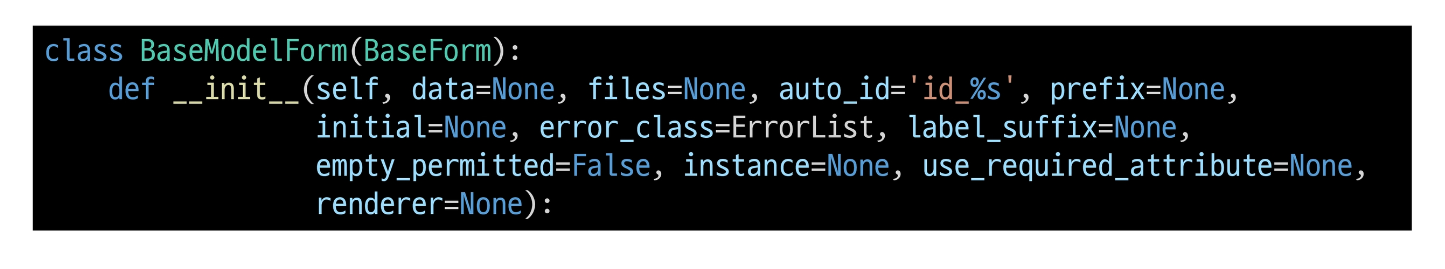 class BaseModelForm(BaseForm):
    def __init__(self, data=None, files=None, auto_id='id_%s', prefix=None,
                 initial=None, error_class=ErrorList, label_suffix=None,
                 empty_permitted=False, instance=None, use_required_attribute=None,
                 renderer=None):